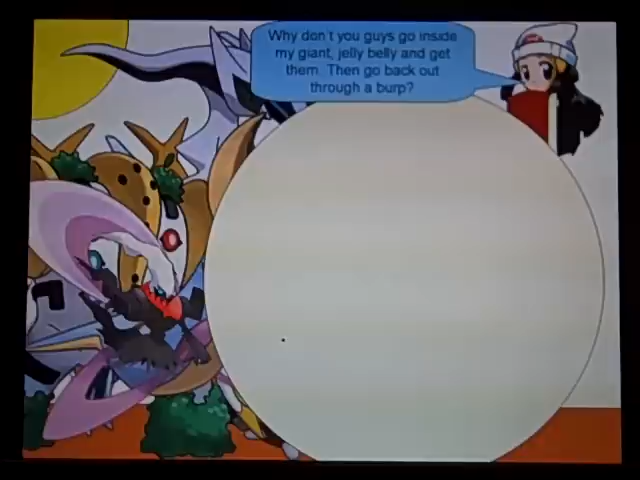 Why don't you guys go inside
my giant, jelly belly and get
them. Then go back out
through a burp?